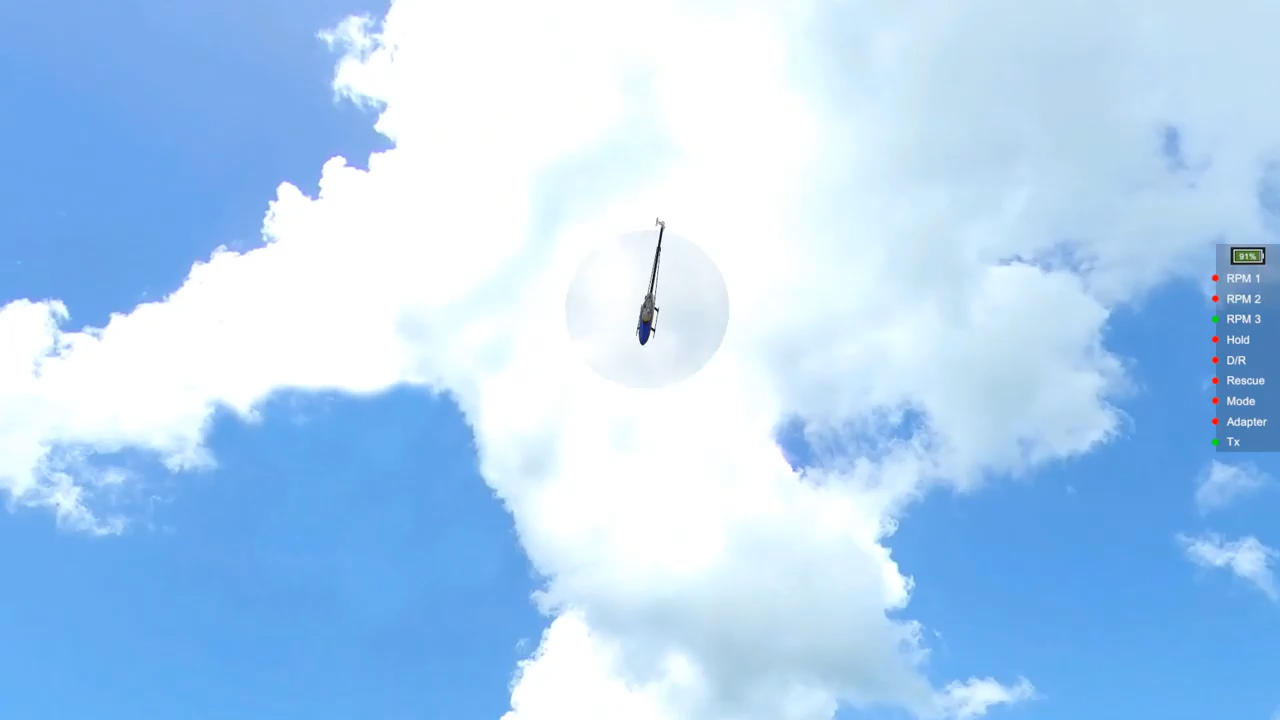 91%
RPM 1
RPM 2
RPM 3
Hold
D/R
Rescue
Mode
Adapter
Tx